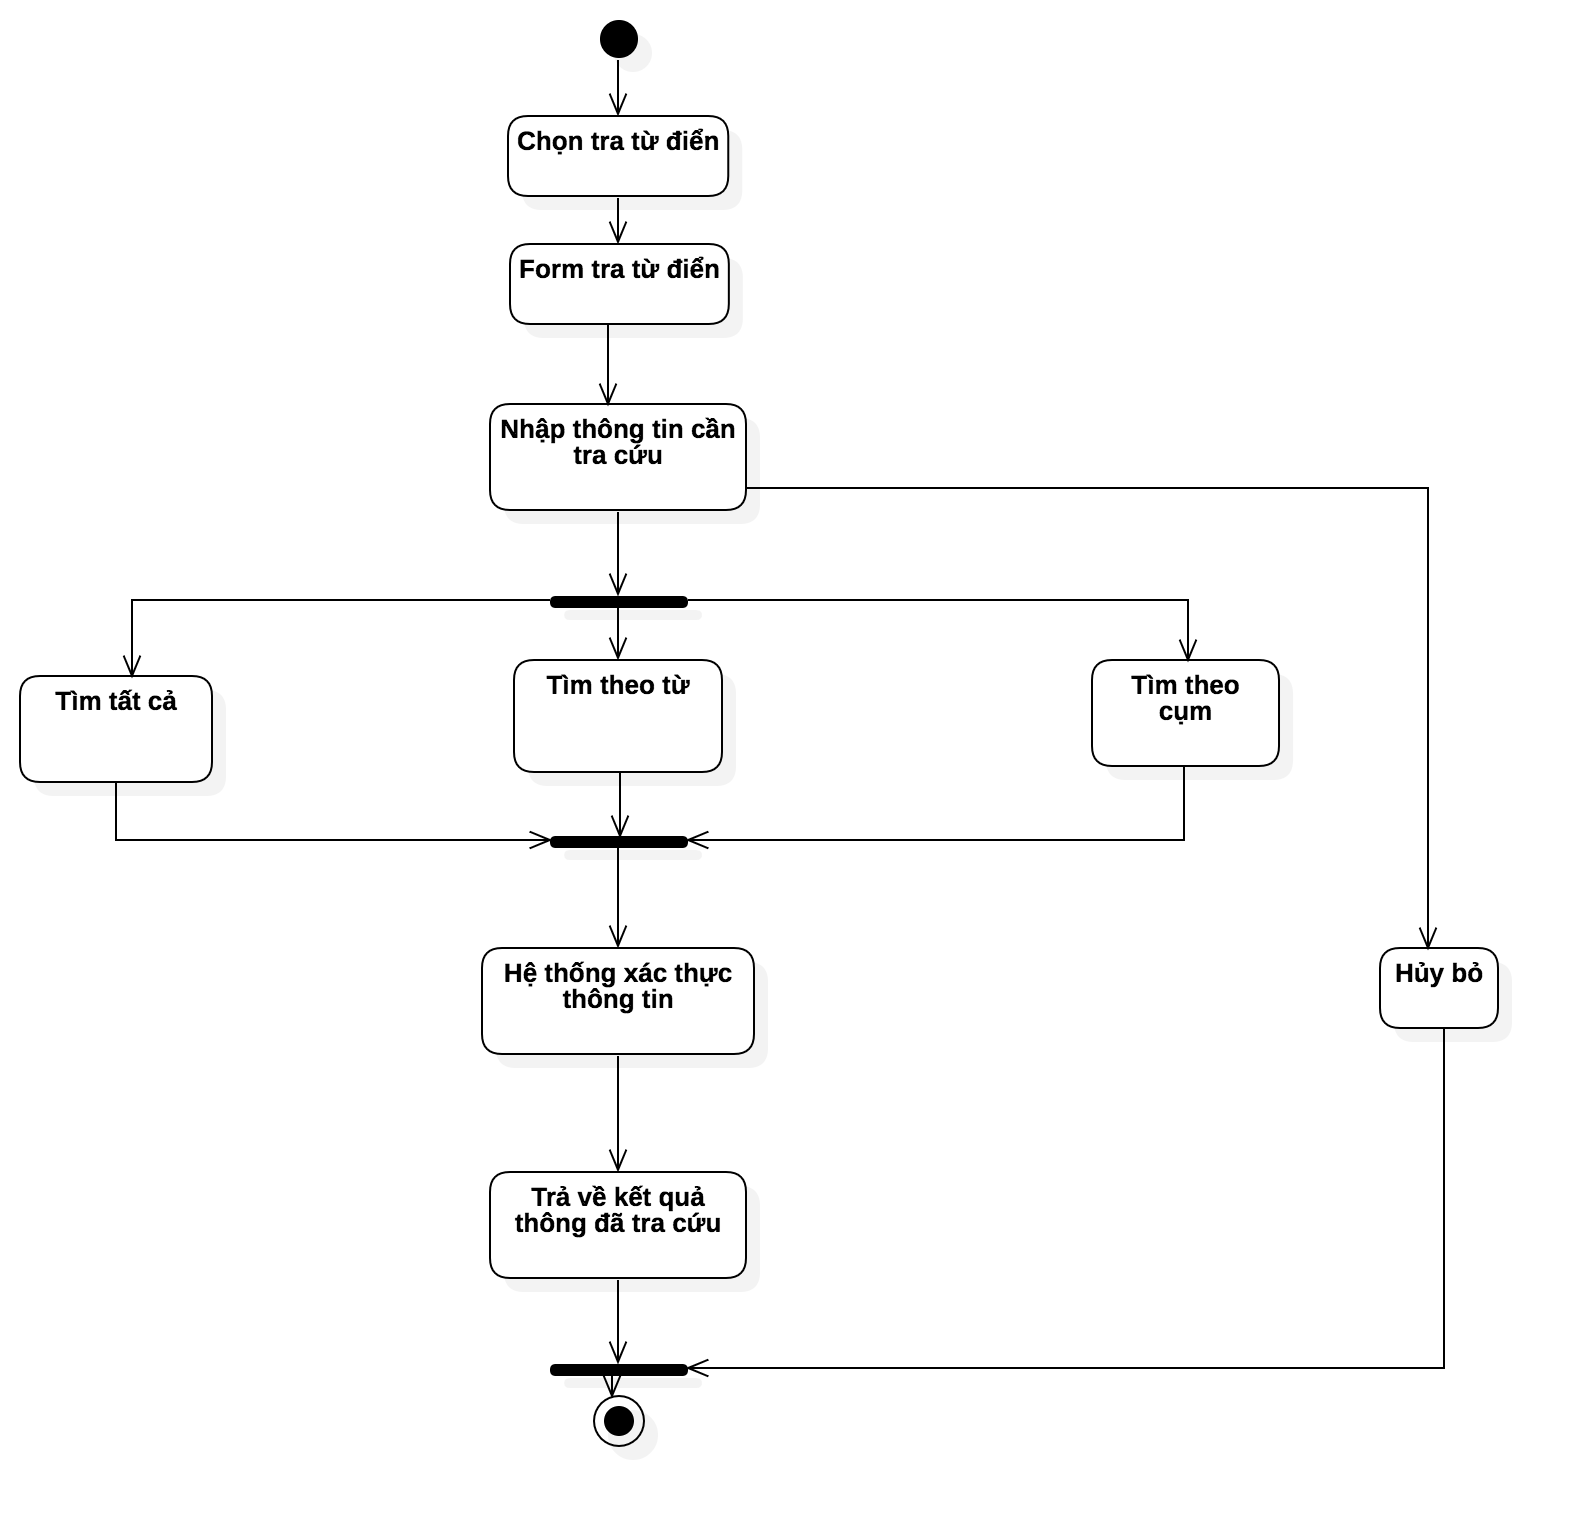 Chọn tra từ điển
Form tra từ điển
Nhập thông tin cần
tra cứu
Tìm tất cả
Tìm theo từ
Tìm theo
cụm
Hệ thống xác thực
thông tin
Hủy bỏ
Trả về kết quả
thông đã tra cứu